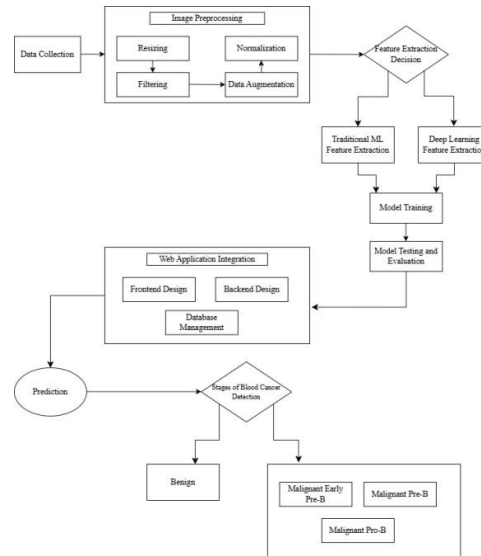 Image Preprocessing
Data Collection
Resizing
Normalization
Filtering
Data Augmentation
Feature Extraction
Decision
Traditional ML
Feature Extraction
Deep Learning
Feature Extraction
Model Training
Model Testing and
Evaluation
Web Application Integration
Frontend Design
Backend Design
Database
Management
Prediction
Stages of Blood Cancer
Detection
Benign
Malignant Early
Pre-B
Malignant Pre-B
Malignant Pro-B